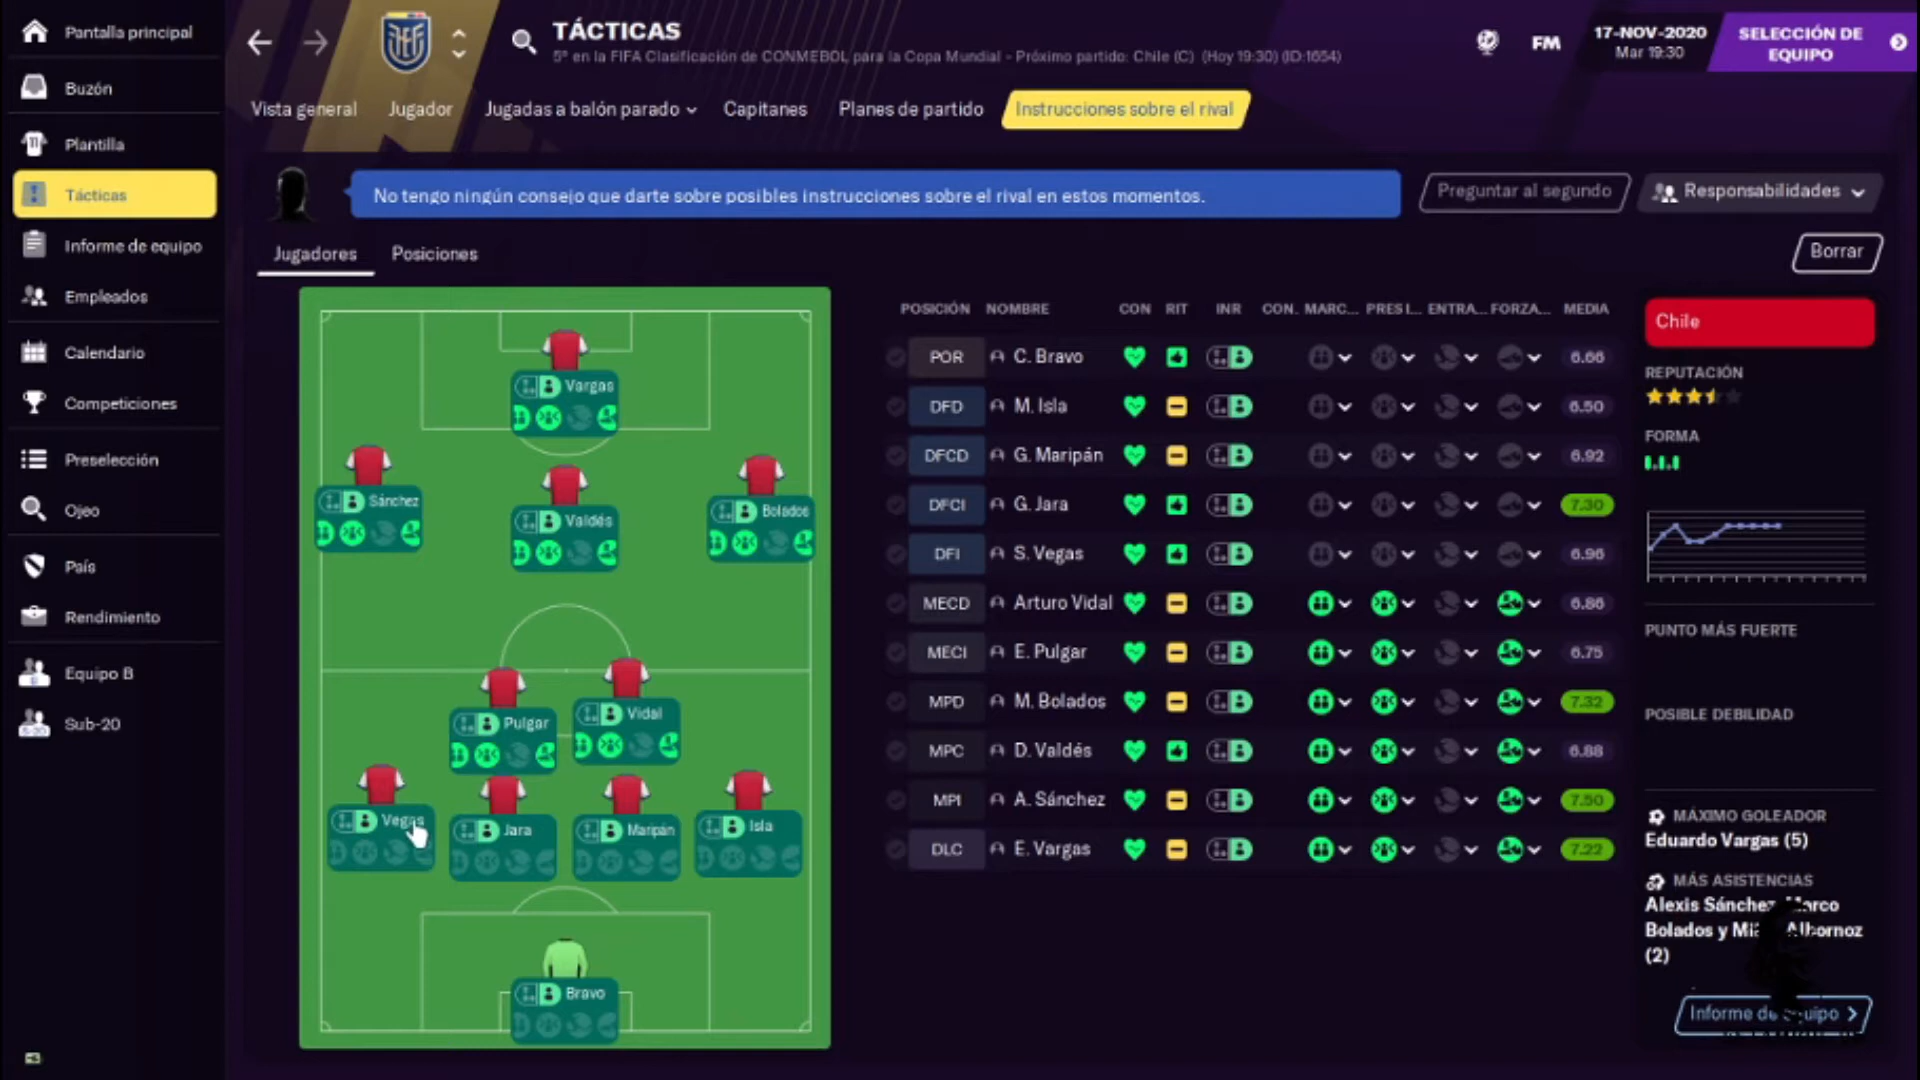 Pantalla principal
Buzón
Plantilla
Tácticas
Informe de equipo
Empleados
Calendario
Competiciones
Preselección
Ojeo
País
Rendimiento
Equipo B
Sub-20
TÁCTICAS
5º en la FIFA Clasificación de CONMEBOL para la Copa Mundial - Próximo partido: Chile (C) (Hoy 19:30) (ID:1654)
FM
17-NOV-2020
Mar 19:30
SELECCIÓN DE
EQUIPO
Vista general
Jugador
Jugadas a balón parado
Capitanes
Planes de partido
Instrucciones sobre el rival
No tengo ningún consejo que darte sobre posibles instrucciones sobre el rival en estos momentos.
Preguntar al segundo
Responsabilidades
Jugadores
Posiciones
Borrar
Vargas
Sánchez
Valdés
Bolados
Pulgar
Vidal
Vegas
Jara
Maripán
Isla
Bravo
POSICIÓN NOMBRE CON RIT INR CON. MARC... PRES I... ENTRA... FORZA... MEDIA
POR C. Bravo 6.66
DFD M. Isla 6.50
DFCD G. Maripán 6.92
DFCI G. Jara 7.30
DFI S. Vegas 6.96
MECD Arturo Vidal 6.86
MECI E. Pulgar 6.75
MPD M. Bolados 7.32
MPC D. Valdés 6.88
MPI A. Sánchez 7.50
DLC E. Vargas 7.22
Chile
REPUTACIÓN
FORMA
PUNTO MÁS FUERTE
POSIBLE DEBILIDAD
MÁXIMO GOLEADOR
Eduardo Vargas (5)
MÁS ASISTENCIAS
Alexis Sánchez, Marco
Bolados y Albornoz
(2)
Informe de equipo